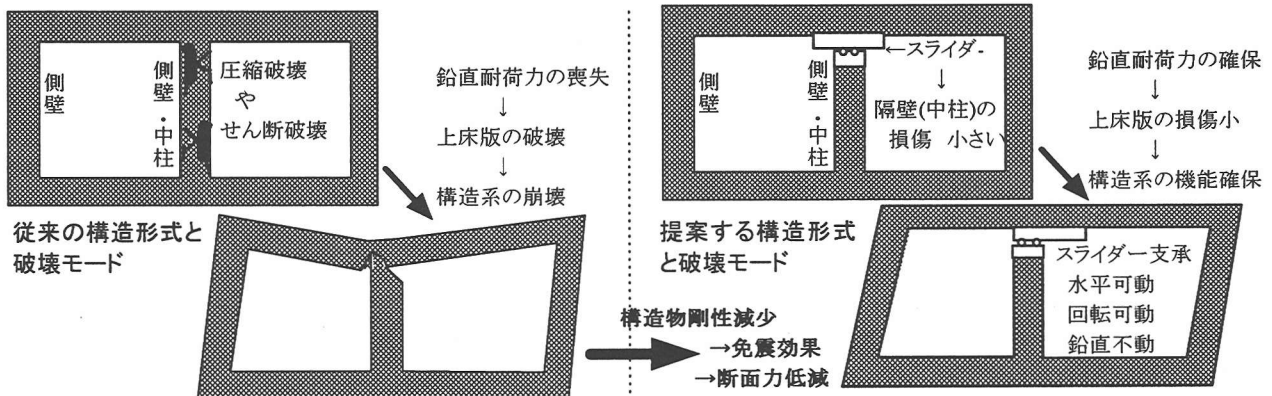 側壁
側壁・中柱
圧縮破壊
や
せん断破壊
鉛直耐荷力の喪失
↓
上床版の破壊
↓
構造系の崩壊
従来の構造形式と
破壊モード
側壁
側壁・中柱
←スライダ-
↓
隔壁(中柱)の
損傷 小さい
鉛直耐荷力の確保
↓
上床版の損傷小
↓
構造系の機能確保
提案する構造形式
と破壊モード
スライダー支承
水平可動
回転可動
鉛直不動
構造物剛性減少
→免震効果
→断面力低減